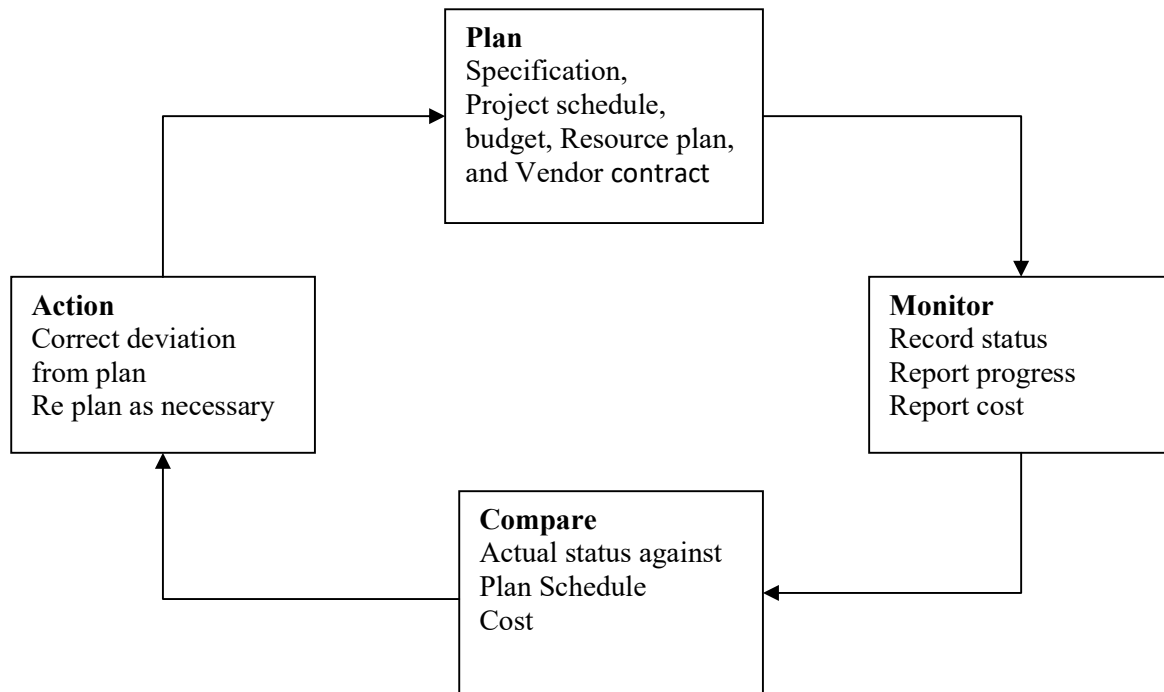 Plan
Specification,
Project schedule,
budget, Resource plan,
and Vendor contract
Action
Correct deviation
from plan
Re plan as necessary
Monitor
Record status
Report progress
Report cost
Compare
Actual status against
Plan Schedule
Cost